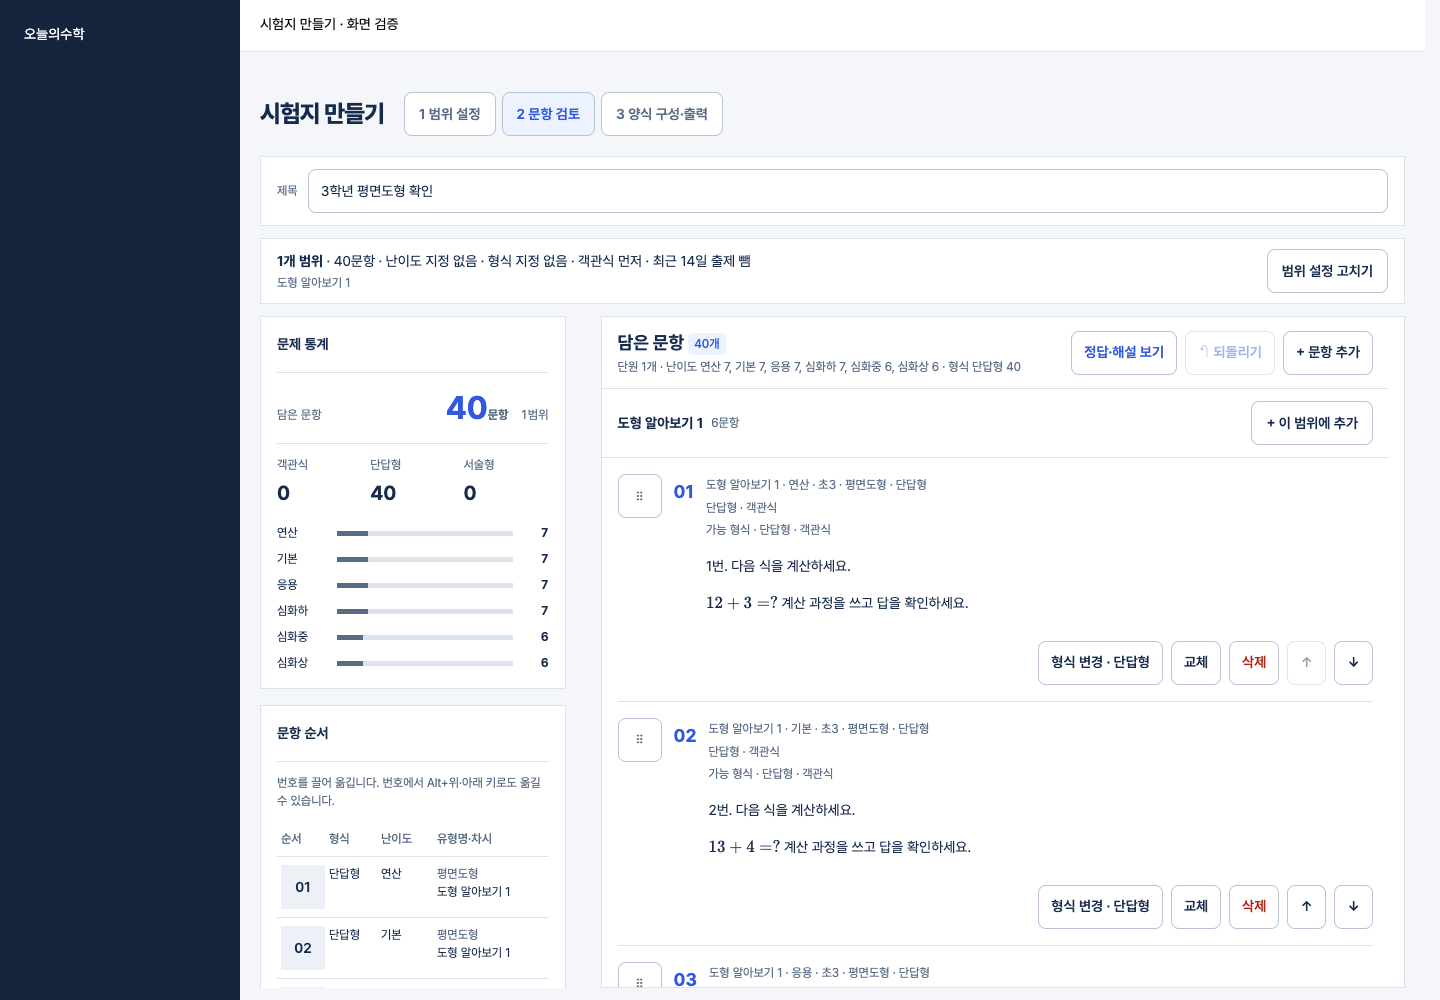 오늘의수학
시험지 만들기 · 화면 검증
시험지 만들기
1 범위 설정
2 문항 검토
3 양식 구성·출력
제목
3학년 평면도형 확인
1개 범위 · 40문항 · 난이도 지정 없음 · 형식 지정 없음 · 객관식 먼저 · 최근 14일 출제 뺌
도형 알아보기 1
범위 설정 고치기
문제 통계
담은 문항
40문항 1범위
객관식 단답형 서술형
0 40 0
연산 7
기본 7
응용 7
심화하 7
심화중 6
심화상 6
문항 순서
번호를 끌어 옮깁니다. 번호에서 Alt+위·아래 키로도 옮길
수 있습니다.
순서 형식 난이도 유형명·차시
01 단답형 연산 평면도형
도형 알아보기 1
02 단답형 기본 평면도형
도형 알아보기 1
담은 문항 40개
단원 1개 · 난이도 연산 7, 기본 7, 응용 7, 심화하 7, 심화중 6, 심화상 6 · 형식 단답형 40
정답·해설 보기
되돌리기
+ 문항 추가
도형 알아보기 1 6문항
+ 이 범위에 추가
01
도형 알아보기 1 · 연산 · 초3 · 평면도형 · 단답형
단답형 · 객관식
가능 형식 · 단답형 · 객관식
1번. 다음 식을 계산하세요.
12 + 3 =? 계산 과정을 쓰고 답을 확인하세요.
형식 변경 · 단답형
교체
삭제
↑
↓
02
도형 알아보기 1 · 기본 · 초3 · 평면도형 · 단답형
단답형 · 객관식
가능 형식 · 단답형 · 객관식
2번. 다음 식을 계산하세요.
13 + 4 =? 계산 과정을 쓰고 답을 확인하세요.
형식 변경 · 단답형
교체
삭제
↑
↓
03
도형 알아보기 1 · 응용 · 초3 · 평면도형 · 단답형